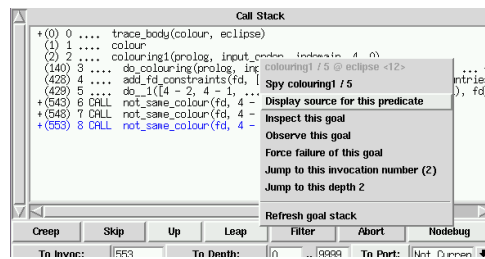 Call Stack
+(0) 0 .... trace_body(colour, eclipse)
(1) 1 .... colour
(2) 2 .... colouring1(prolog, input_order, indomain, 4, 0)
(140) 3 .... do_colouring(prolog, inp
(428) 4 .... add_fd_constraints(fd, [
(429) 5 .... do__1([4 - 2, 4 - 1, ... ), fd
+(543) 6 CALL not_same_colour(fd, 4 -
+(548) 7 CALL not_same_colour(fd, 4 -
+(553) 8 CALL not_same_colour(fd, 4 -
colouring1 / 5 @ eclipse <12>
Spy colouring1 / 5
Display source for this predicate
Inspect this goal
Observe this goal
Force failure of this goal
Jump to this invocation number (2)
Jump to this depth 2
Refresh goal stack
Creep Skip Up Leap Filter Abort Nodebug
To Invoc: 553 To Depth: 0 .. 9999 To Port: Not Curren